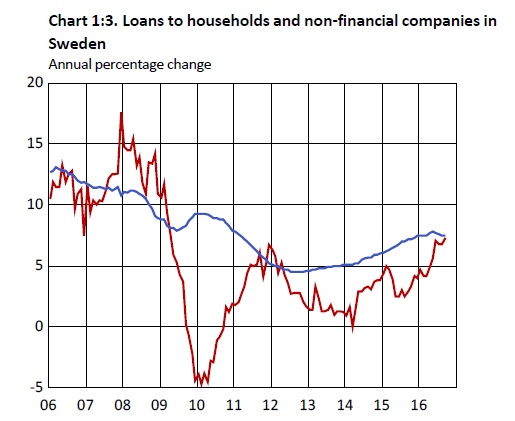 Chart 1:3. Loans to households and non-financial companies in
Sweden
Annual percentage change
20
15
10
5
0
-5
06 07 08 09 10 11 12 13 14 15 16